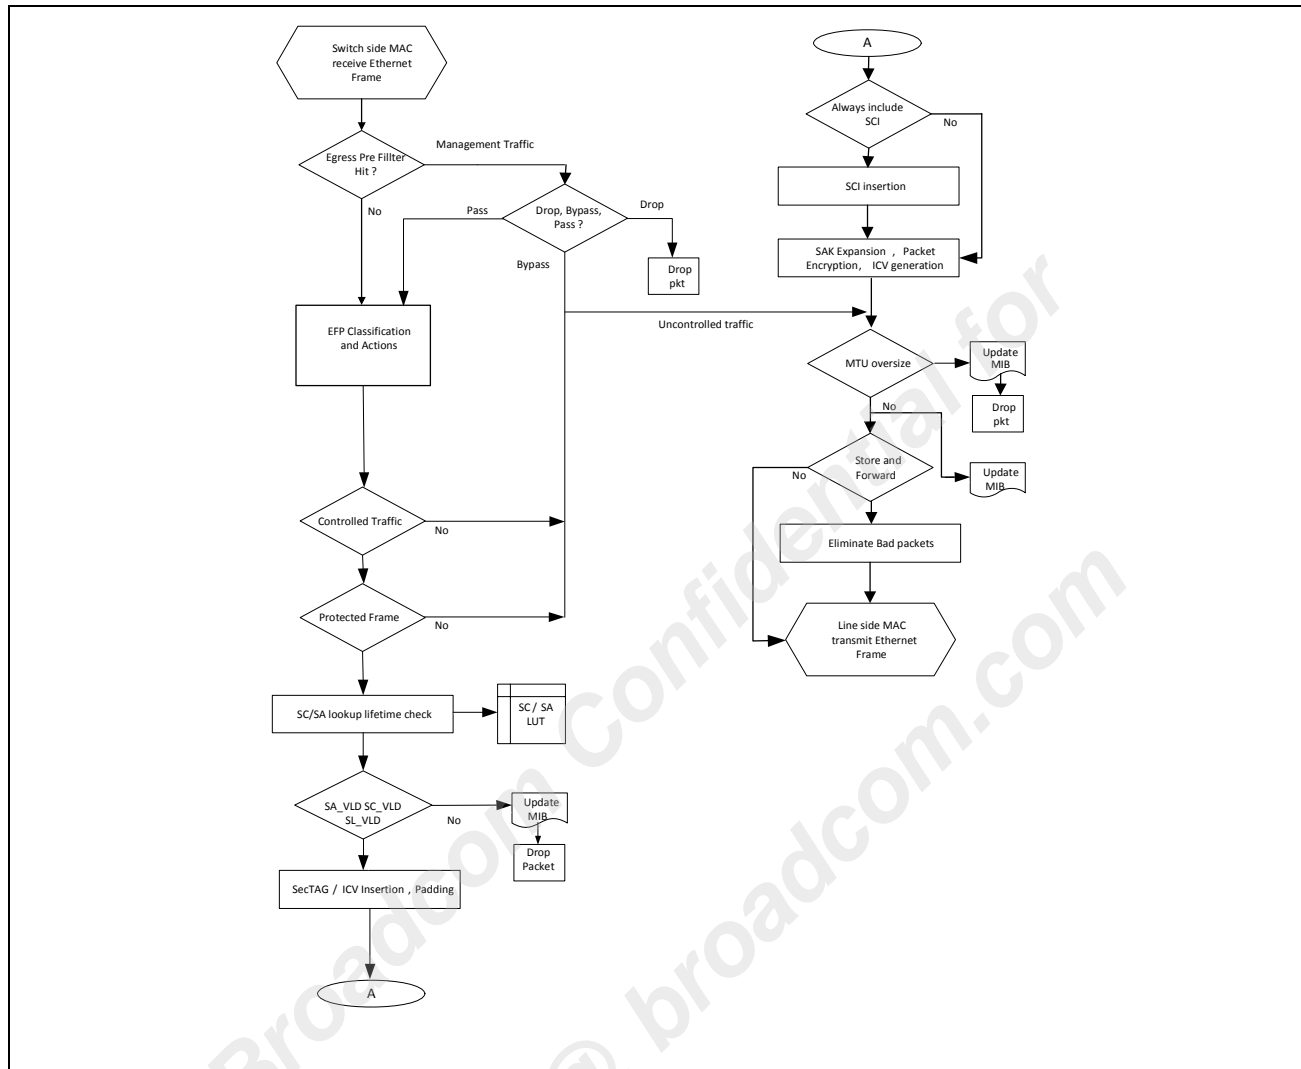 Switch side MAC
receive Ethernet
Frame
Egress Pre Fillter
Hit ?
Management Traffic
No
Drop, Bypass,
Pass ?
Pass
Drop
Bypass
Drop
pkt
EFP Classification
and Actions
Uncontrolled traffic
Controlled Traffic
No
Protected Frame
No
SC/SA lookup lifetime check
SC / SA
LUT
SA_VLD SC_VLD
SL_VLD
No
Update
MIB
Drop
Packet
SecTAG / ICV Insertion , Padding
A
A
Always include
SCI
No
SCI insertion
SAK Expansion , Packet
Encryption, ICV generation
MTU oversize
Update
MIB
Drop
pkt
No
Store and
Forward
No
Update
MIB
Eliminate Bad packets
Line side MAC
transmit Ethernet
Frame
Broadcom Confidential for
@ broadcom.com